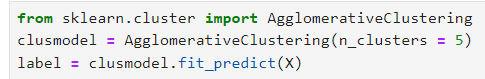 from sklearn.cluster import AgglomerativeClustering
clusmodel = AgglomerativeClustering(n_clusters = 5)
label = clusmodel.fit_predict(X)